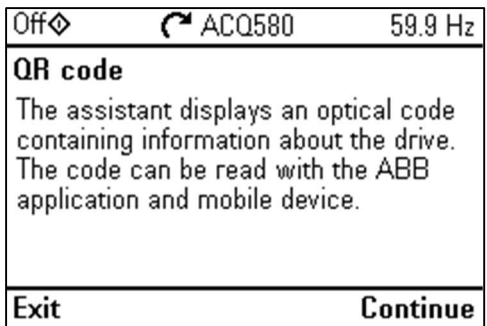 Off ACQ580 59.9 Hz
QR code
The assistant displays an optical code
containing information about the drive.
The code can be read with the ABB
application and mobile device.
Exit Continue